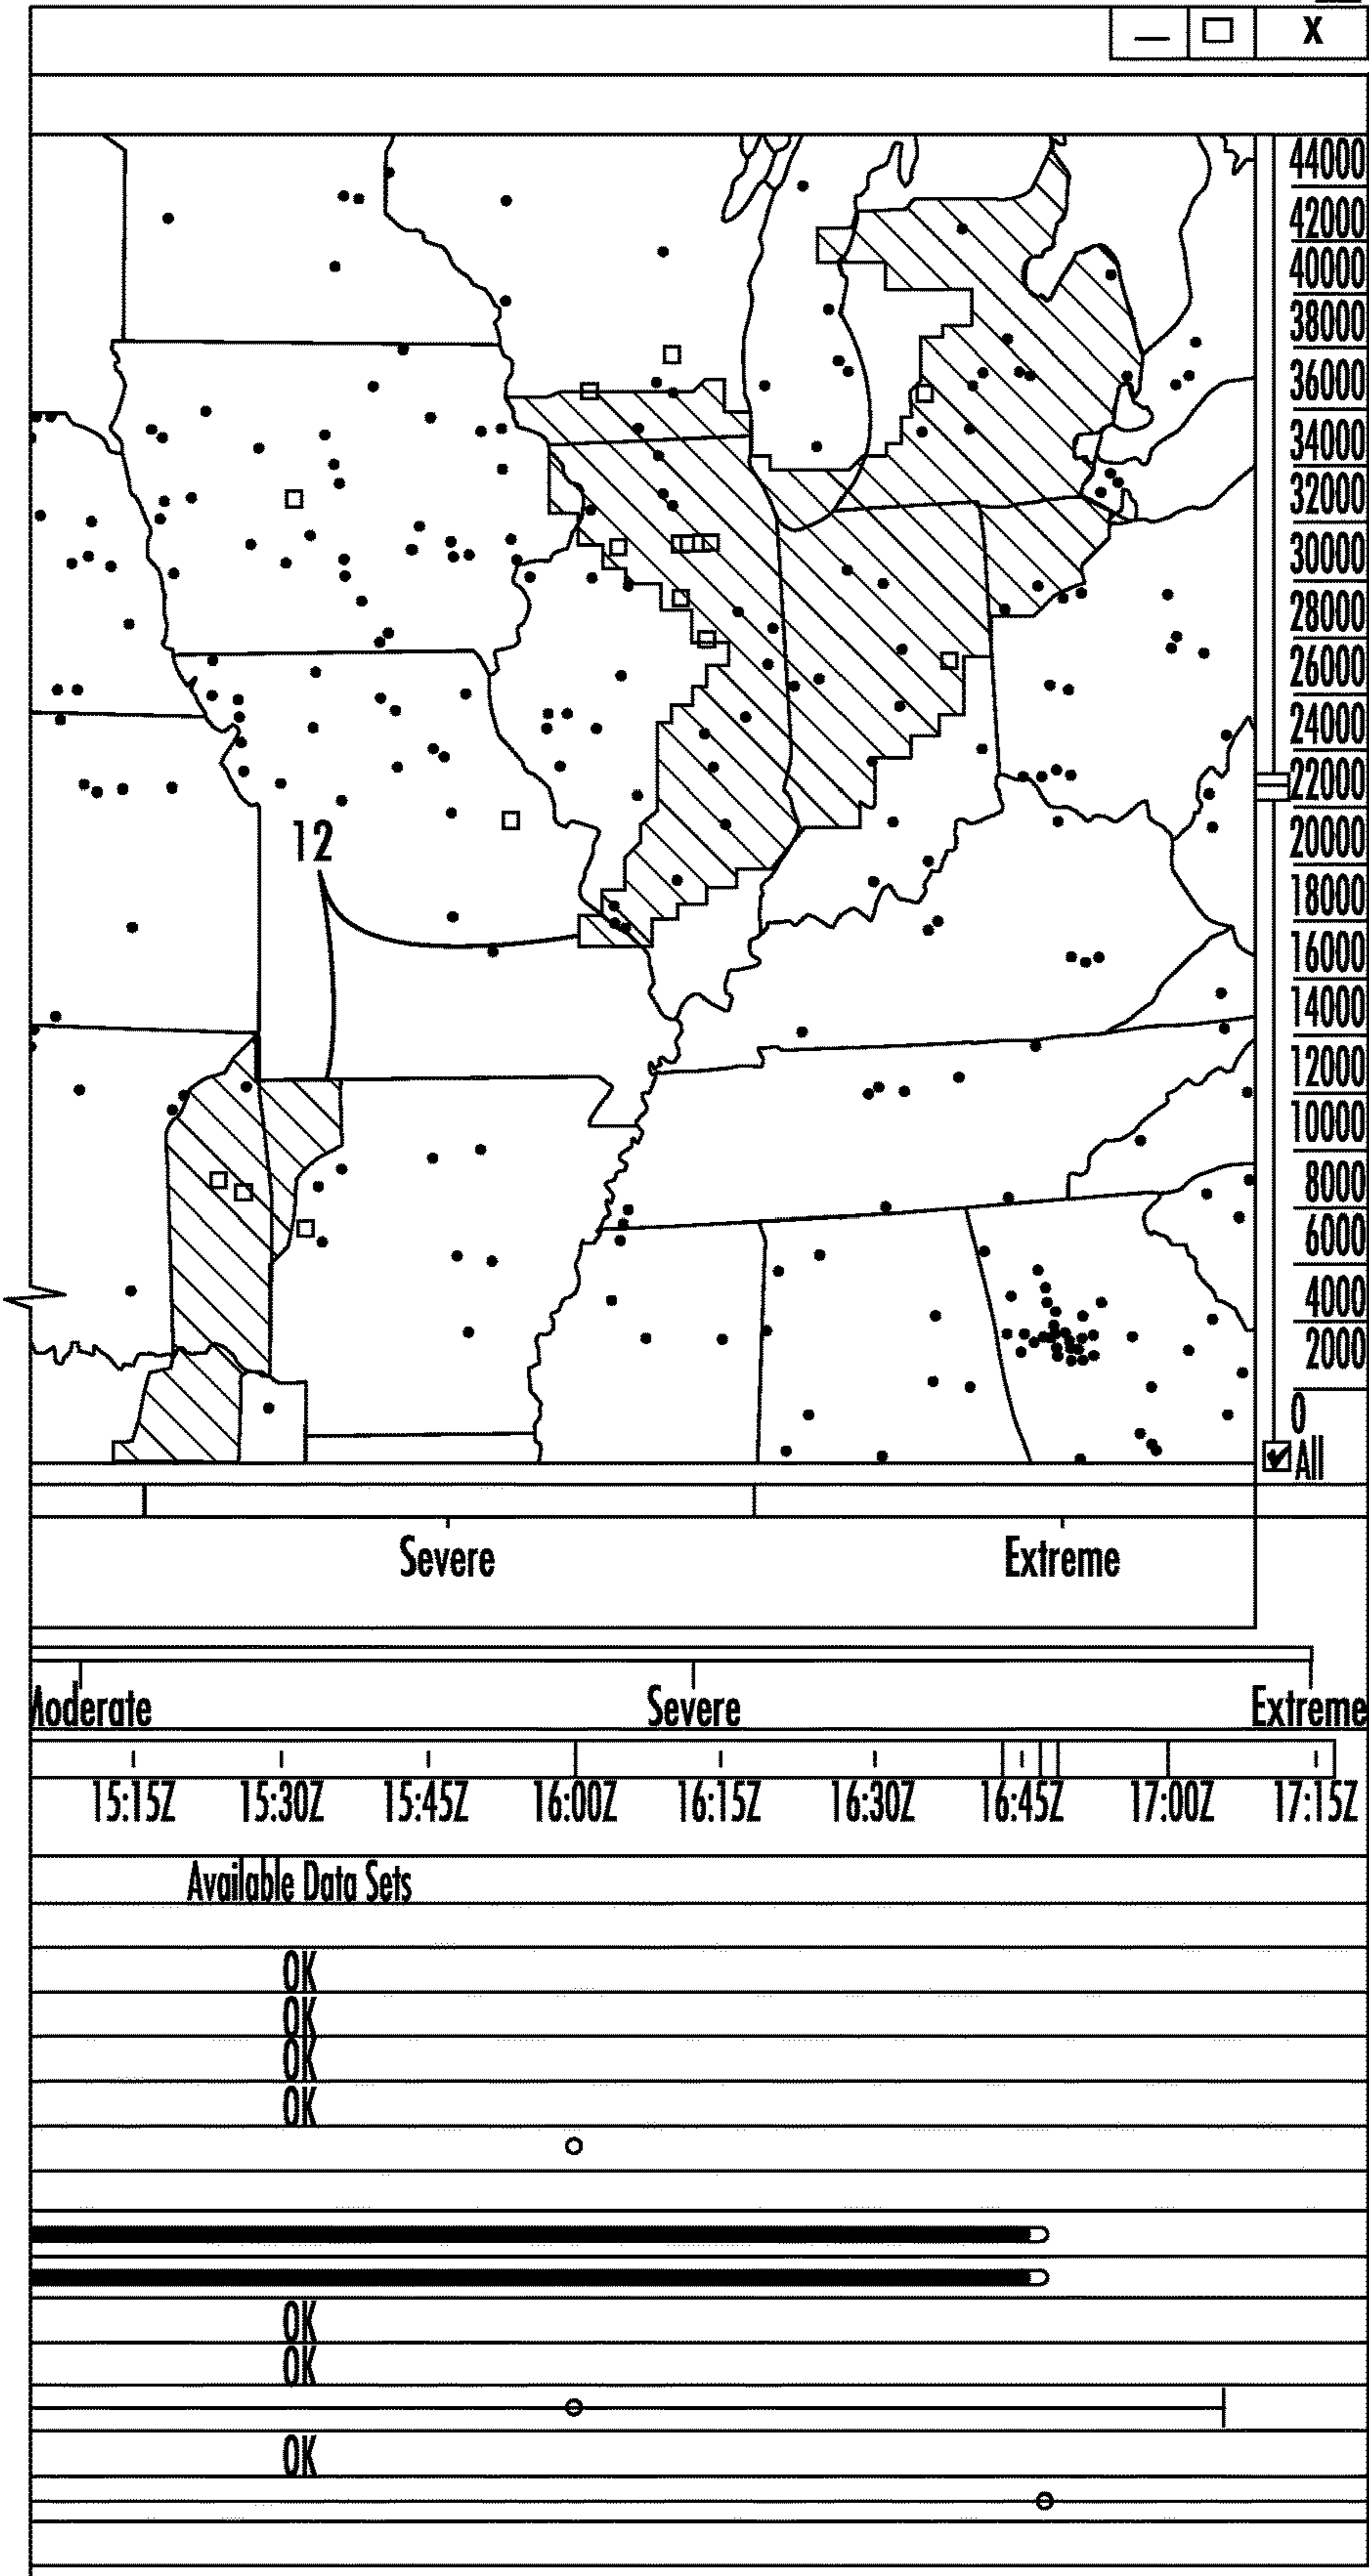 X
44000
42000
40000
38000
36000
34000
32000
30000
28000
26000
24000
22000
20000
12
18000
16000
14000
12000
10000
8000
6000
4000
2000
0
All
Severe Extreme
Moderate Severe Extreme
15:15Z 15:30Z 15:45Z 16:00Z 16:15Z 16:30Z 16:45Z 17:00Z 17:15Z
Available Data Sets
OK
OK
OK
OK
OK
OK
OK